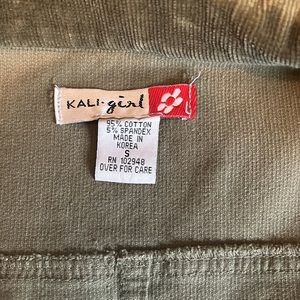 KALI-girl
95% COTTON
5% SPANDEX
MADE IN
KOREA
S
RN 102948
OVER FOR CARE